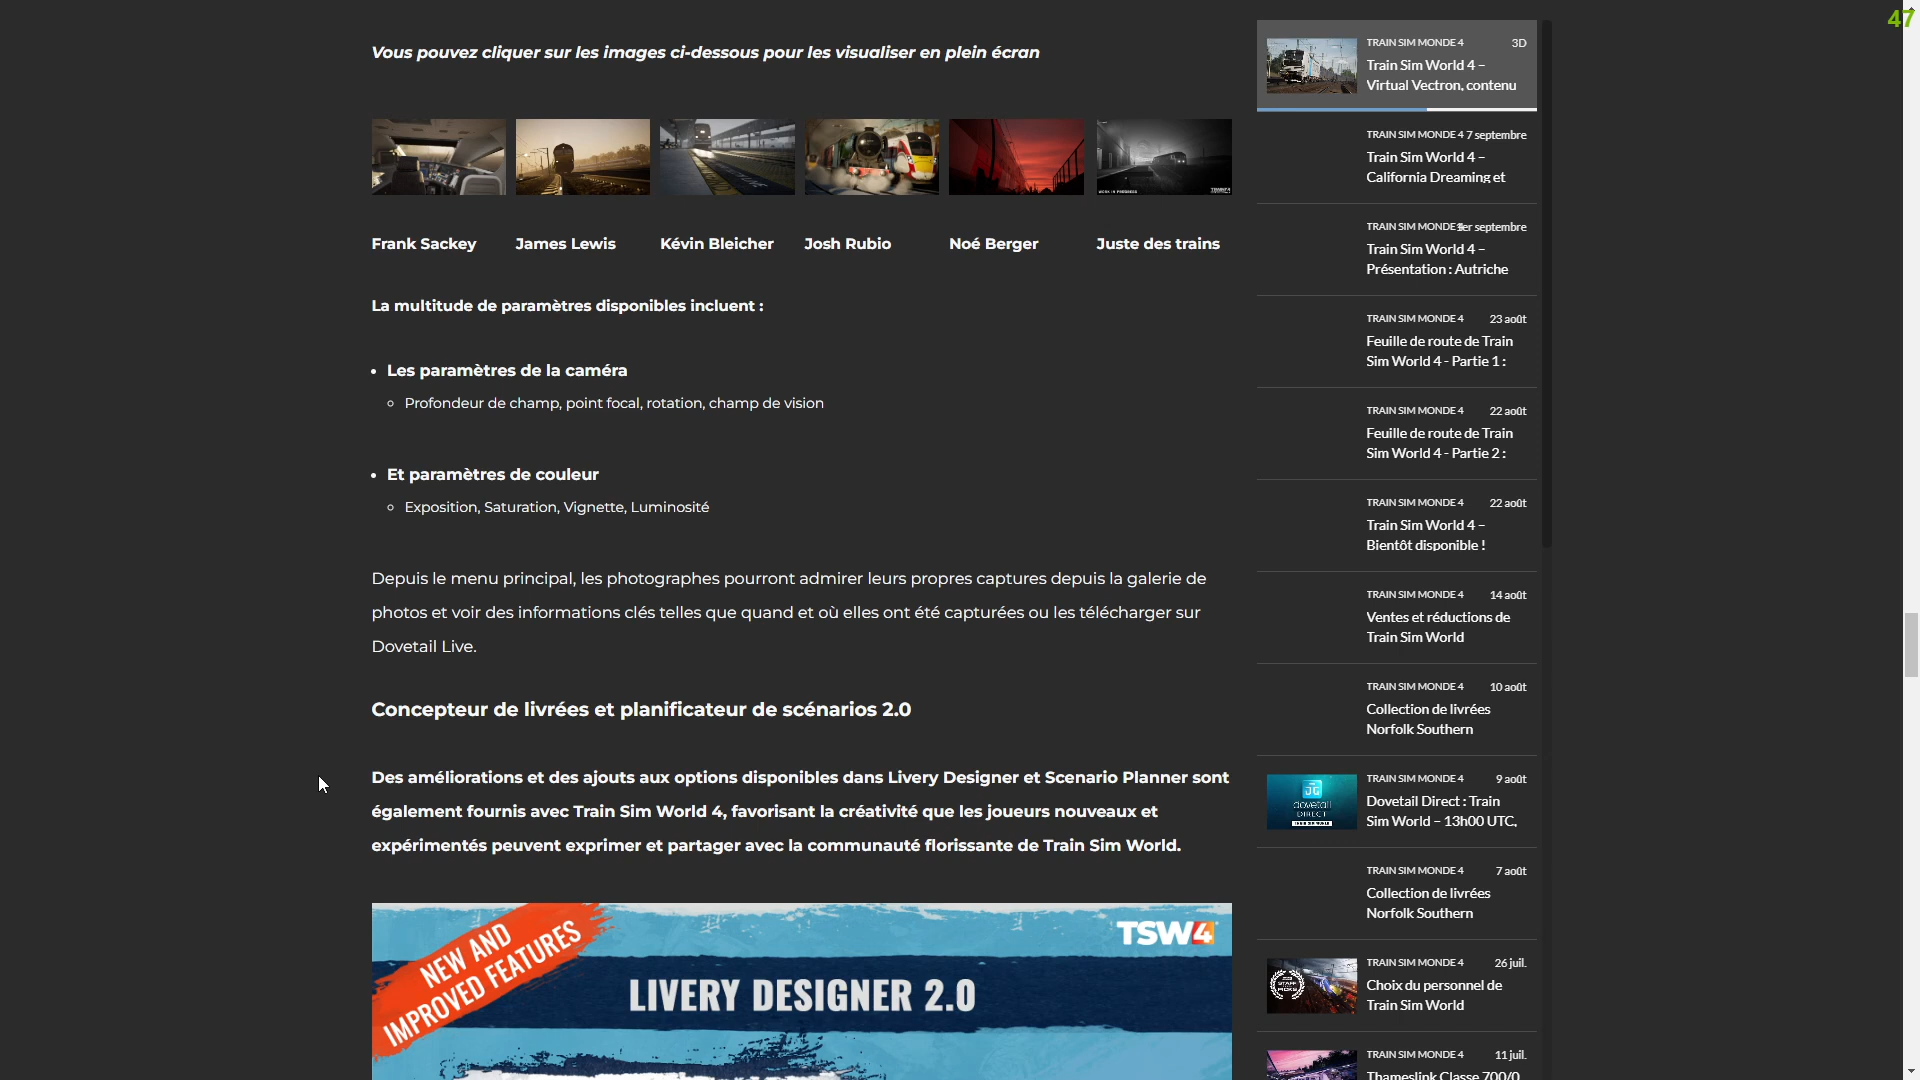 47
Vous pouvez cliquer sur les images ci-dessous pour les visualiser en plein écran
Frank Sackey
James Lewis
Kévin Bleicher
Josh Rubio
Noé Berger
Juste des trains
La multitude de paramètres disponibles incluent :
Les paramètres de la caméra
Profondeur de champ, point focal, rotation, champ de vision
Et paramètres de couleur
Exposition, Saturation, Vignette, Luminosité
Depuis le menu principal, les photographes pourront admirer leurs propres captures depuis la galerie de
photos et voir des informations clés telles que quand et où elles ont été capturées ou les télécharger sur
Dovetail Live.
Concepteur de livrées et planificateur de scénarios 2.0
Des améliorations et des ajouts aux options disponibles dans Livery Designer et Scenario Planner sont
également fournis avec Train Sim World 4, favorisant la créativité que les joueurs nouveaux et
expérimentés peuvent exprimer et partager avec la communauté florissante de Train Sim World.
NEW AND
IMPROVED FEATURES
TSW4
LIVERY DESIGNER 2.0
TRAIN SIM MONDE 4 3D
Train Sim World 4 –
Virtual Vectron, contenu
TRAIN SIM MONDE 4 7 septembre
Train Sim World 4 –
California Dreaming et
TRAIN SIM MONDE 1er septembre
Train Sim World 4 –
Présentation : Autriche
TRAIN SIM MONDE 4 23 août
Feuille de route de Train
Sim World 4 - Partie 1 :
TRAIN SIM MONDE 4 22 août
Feuille de route de Train
Sim World 4 - Partie 2 :
TRAIN SIM MONDE 4 22 août
Train Sim World 4 –
Bientôt disponible !
TRAIN SIM MONDE 4 14 août
Ventes et réductions de
Train Sim World
TRAIN SIM MONDE 4 10 août
Collection de livrées
Norfolk Southern
dovetail
DIRECT
TRAIN SIM MONDE 4 9 août
Dovetail Direct : Train
Sim World – 13h00 UTC,
TRAIN SIM MONDE 4 7 août
Collection de livrées
Norfolk Southern
STAFF
PICKS
TRAIN SIM MONDE 4 26 juil.
Choix du personnel de
Train Sim World
TRAIN SIM MONDE 4 11 juil.
Thameslink Classe 700/0